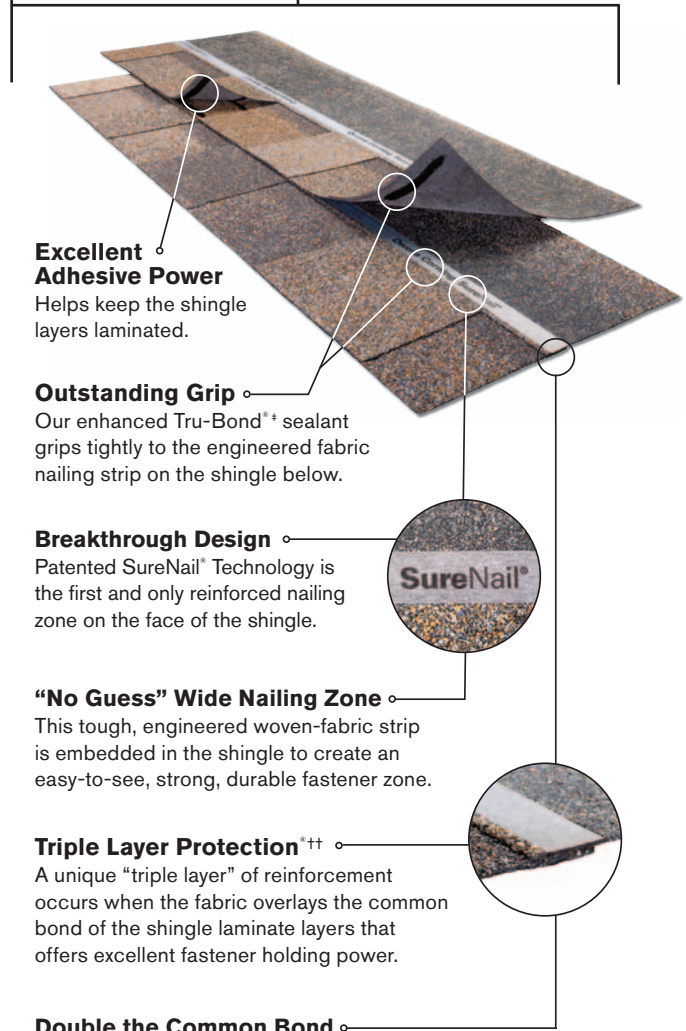 Excellent
Adhesive Power
Helps keep the shingle
layers laminated.
Outstanding Grip
Our enhanced Tru-Bond®‡ sealant
grips tightly to the engineered fabric
nailing strip on the shingle below.
Breakthrough Design
Patented SureNail® Technology is
the first and only reinforced nailing
zone on the face of the shingle.
SureNail®
“No Guess” Wide Nailing Zone
This tough, engineered woven-fabric strip
is embedded in the shingle to create an
easy-to-see, strong, durable fastener zone.
Triple Layer Protection®††
A unique “triple layer” of reinforcement
occurs when the fabric overlays the common
bond of the shingle laminate layers that
offers excellent fastener holding power.
Double the Common Bond